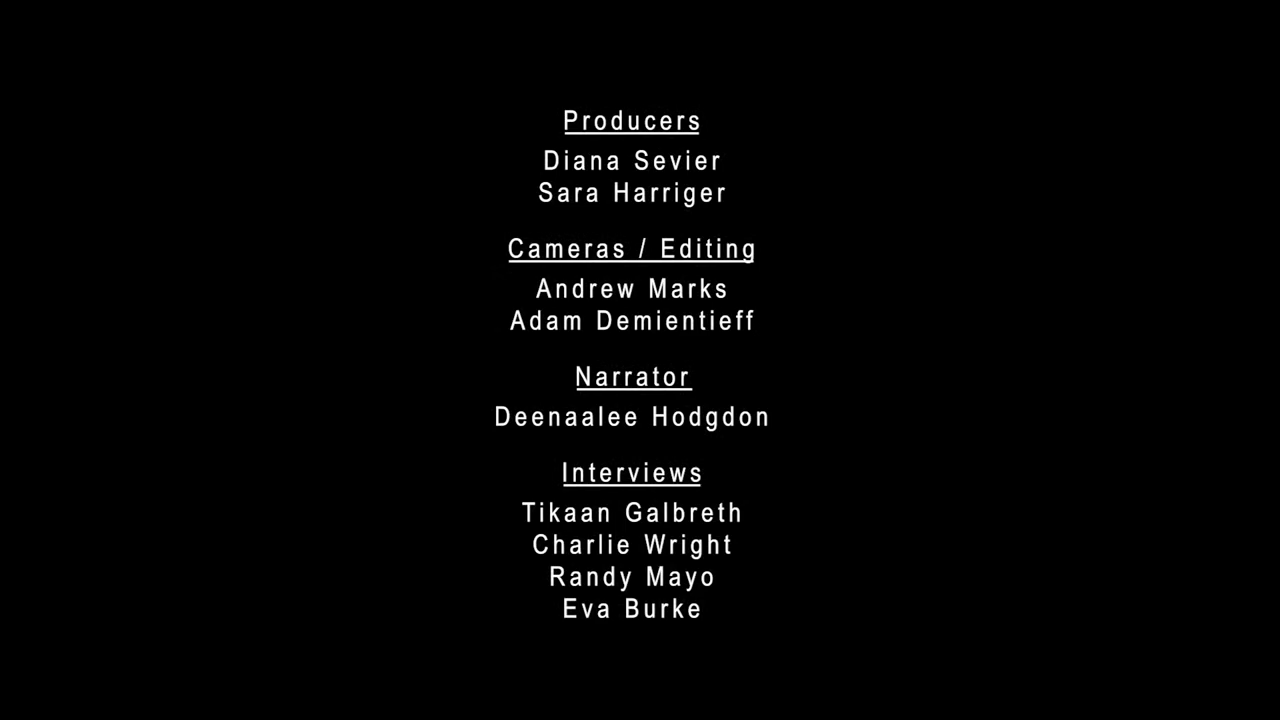 Producers
Diana Sevier
Sara Harriger
Cameras / Editing
Andrew Marks
Adam Demientieff
Narrator
Deenaalee Hodgdon
Interviews
Tikaan Galbreth
Charlie Wright
Randy Mayo
Eva Burke